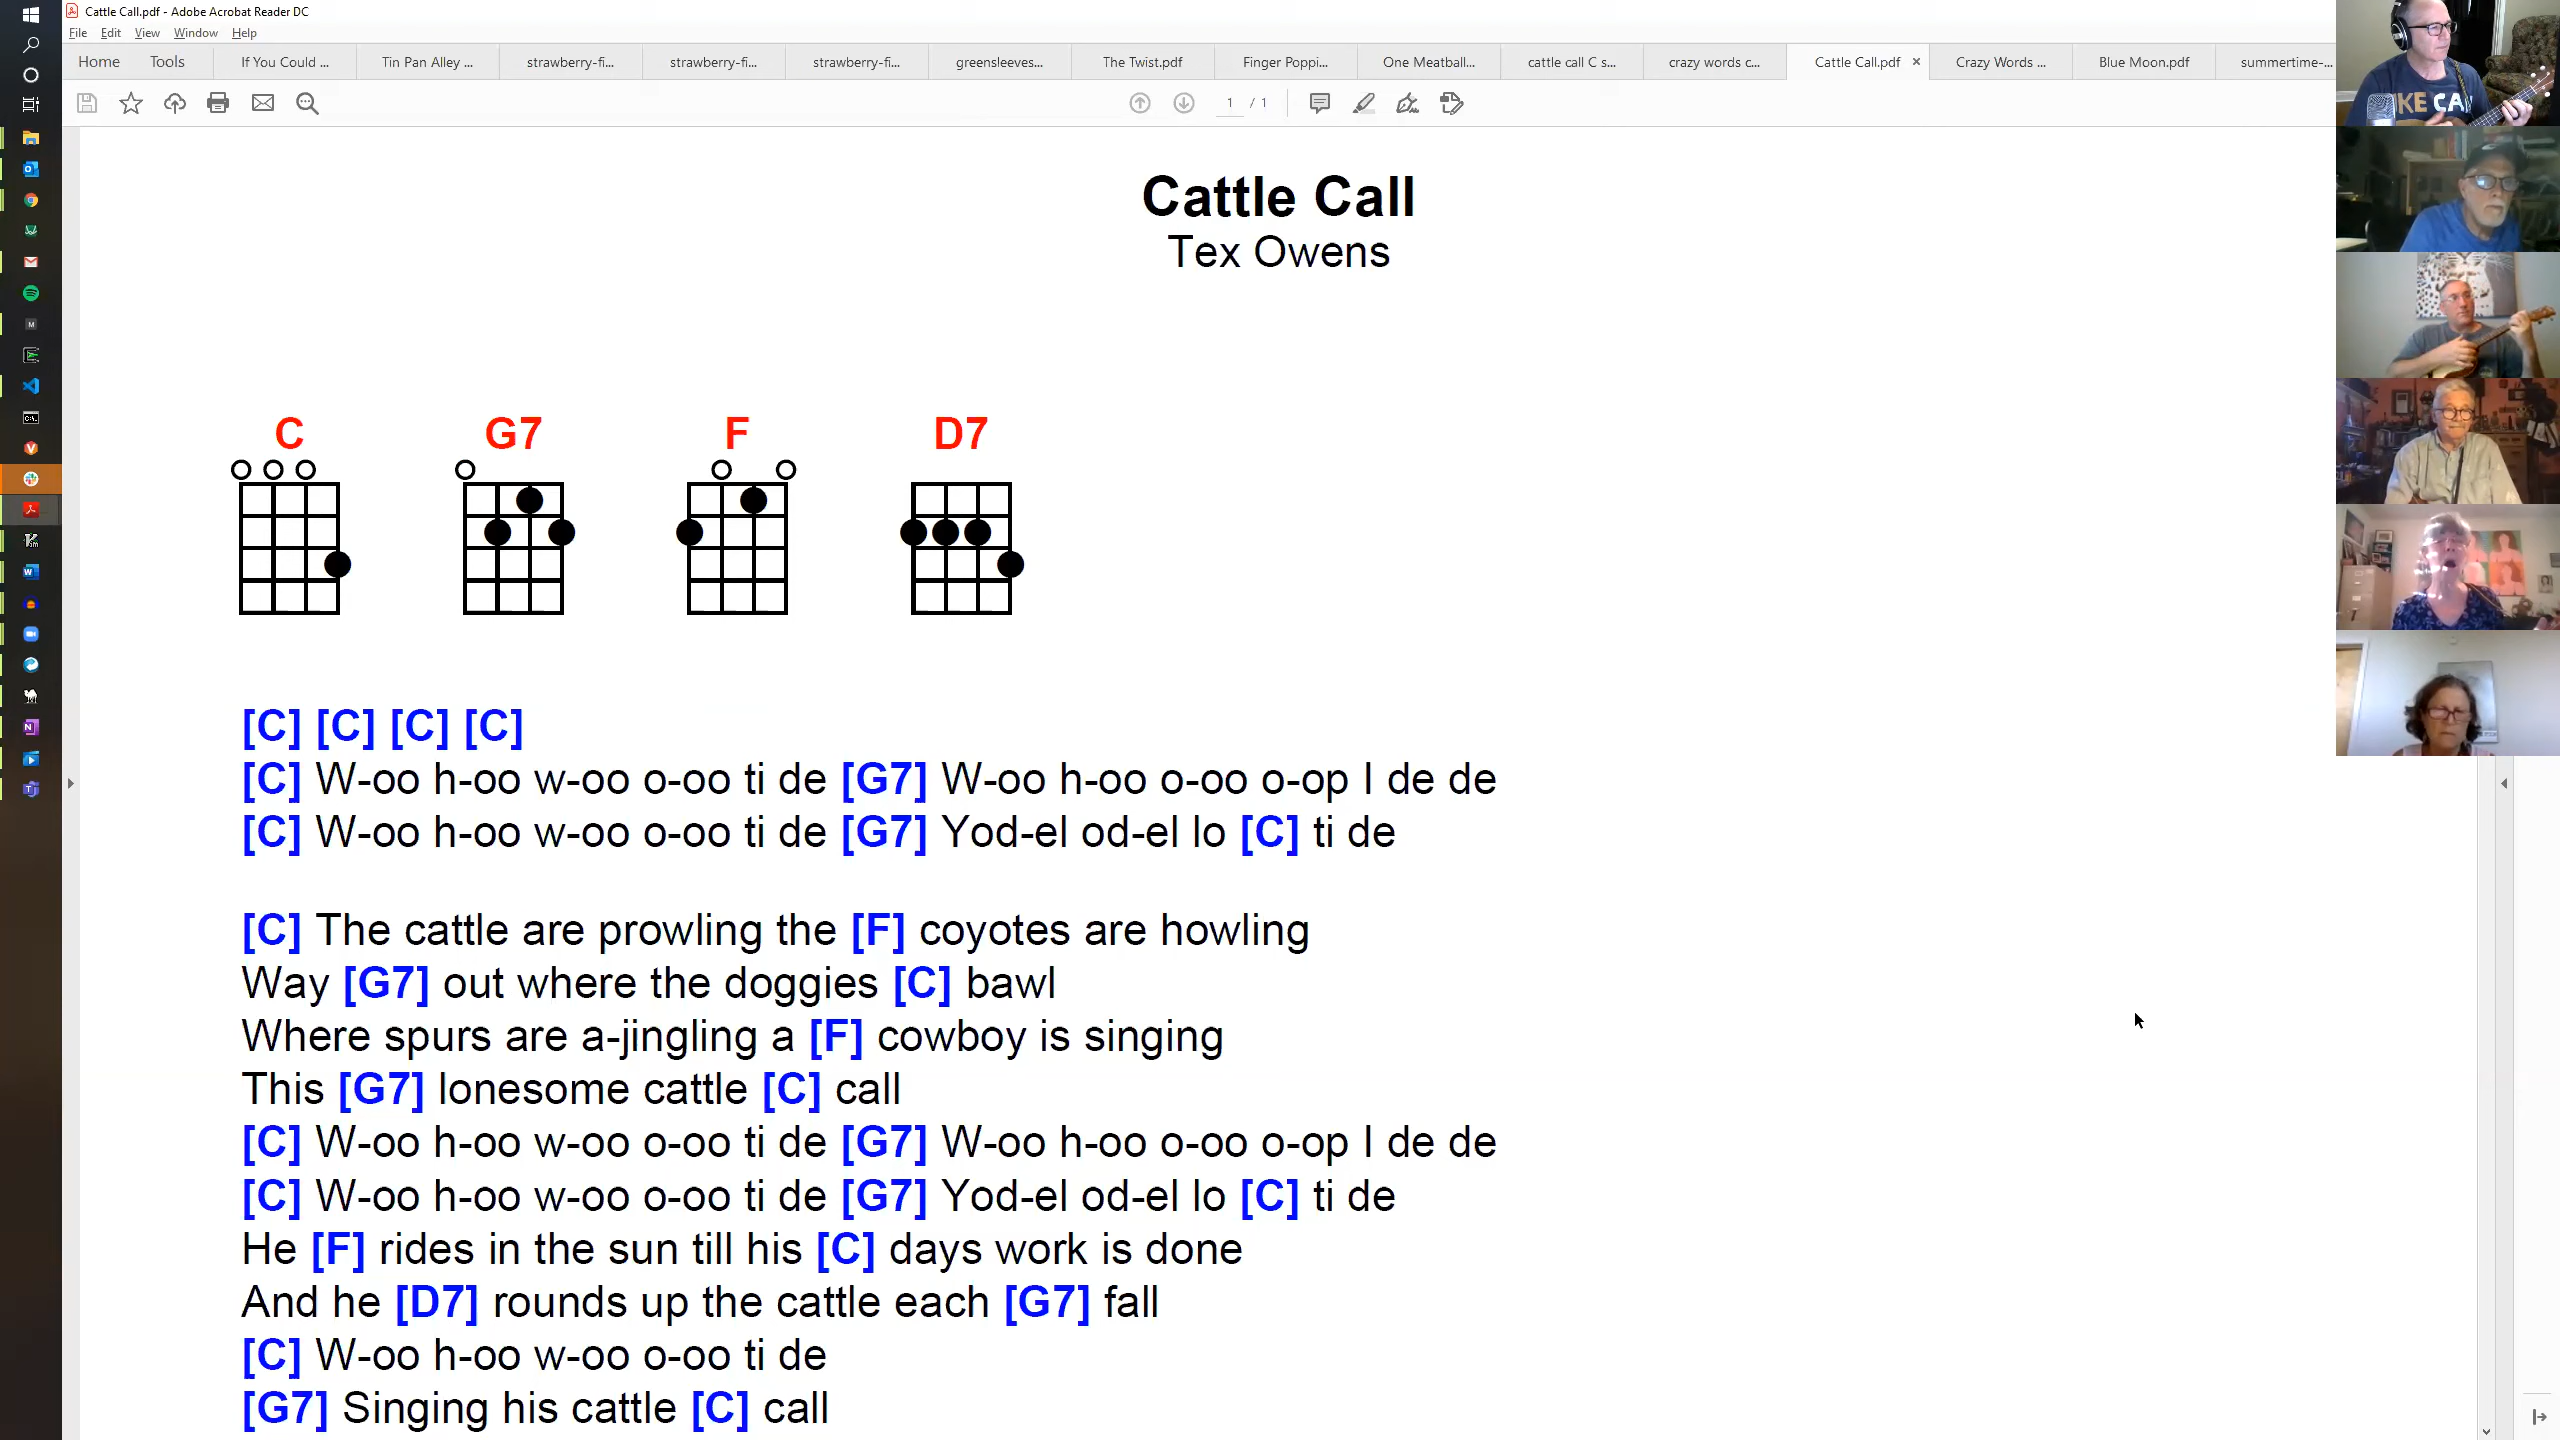 Cattle Call.pdf - Adobe Acrobat Reader DC
File Edit View Window Help
Home Tools If You Could ... Tin Pan Alley ... strawberry-fi... strawberry-fi... strawberry-fi... greensleeves... The Twist.pdf Finger Poppi... One Meatball... cattle call C s... crazy words c... Cattle Call.pdf × Crazy Words ... Blue Moon.pdf summertime-...
1 / 1
Cattle Call
Tex Owens
C G7 F D7
[C] [C] [C] [C]
[C] W-oo h-oo w-oo o-oo ti de [G7] W-oo h-oo o-oo o-op I de de
[C] W-oo h-oo w-oo o-oo ti de [G7] Yod-el od-el lo [C] ti de
[C] The cattle are prowling the [F] coyotes are howling
Way [G7] out where the doggies [C] bawl
Where spurs are a-jingling a [F] cowboy is singing
This [G7] lonesome cattle [C] call
[C] W-oo h-oo w-oo o-oo ti de [G7] W-oo h-oo o-oo o-op I de de
[C] W-oo h-oo w-oo o-oo ti de [G7] Yod-el od-el lo [C] ti de
He [F] rides in the sun till his [C] days work is done
And he [D7] rounds up the cattle each [G7] fall
[C] W-oo h-oo w-oo o-oo ti de
[G7] Singing his cattle [C] call